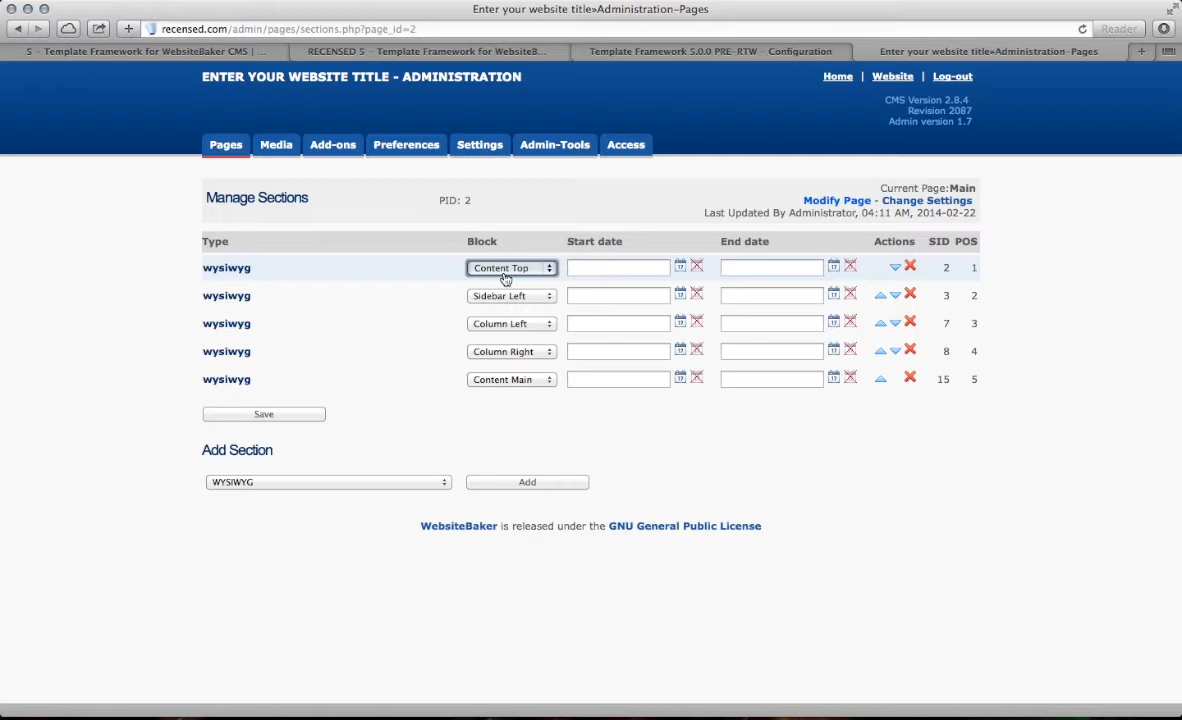 Enter your website title»Administration-Pages
recensed.com/admin/pages/sections.php?page_id=2
Reader
5 - Template Framework for WebsiteBaker CMS | ...
RECENSED 5 - Template Framework for WebsiteB...
Template Framework 5.0.0 PRE-RTW - Configuration
Enter your website title»Administration-Pages
ENTER YOUR WEBSITE TITLE - ADMINISTRATION
Home | Website | Log-out
CMS Version 2.8.4
Revision 2087
Admin version 1.7
Pages Media Add-ons Preferences Settings Admin-Tools Access
Manage Sections
PID: 2
Current Page:Main
Modify Page - Change Settings
Last Updated By Administrator, 04:11 AM, 2014-02-22
Type Block Start date End date Actions SID POS
wysiwyg Content Top 2 1
wysiwyg Sidebar Left 3 2
wysiwyg Column Left 7 3
wysiwyg Column Right 8 4
wysiwyg Content Main 15 5
Save
Add Section
WYSIWYG Add
WebsiteBaker is released under the GNU General Public License